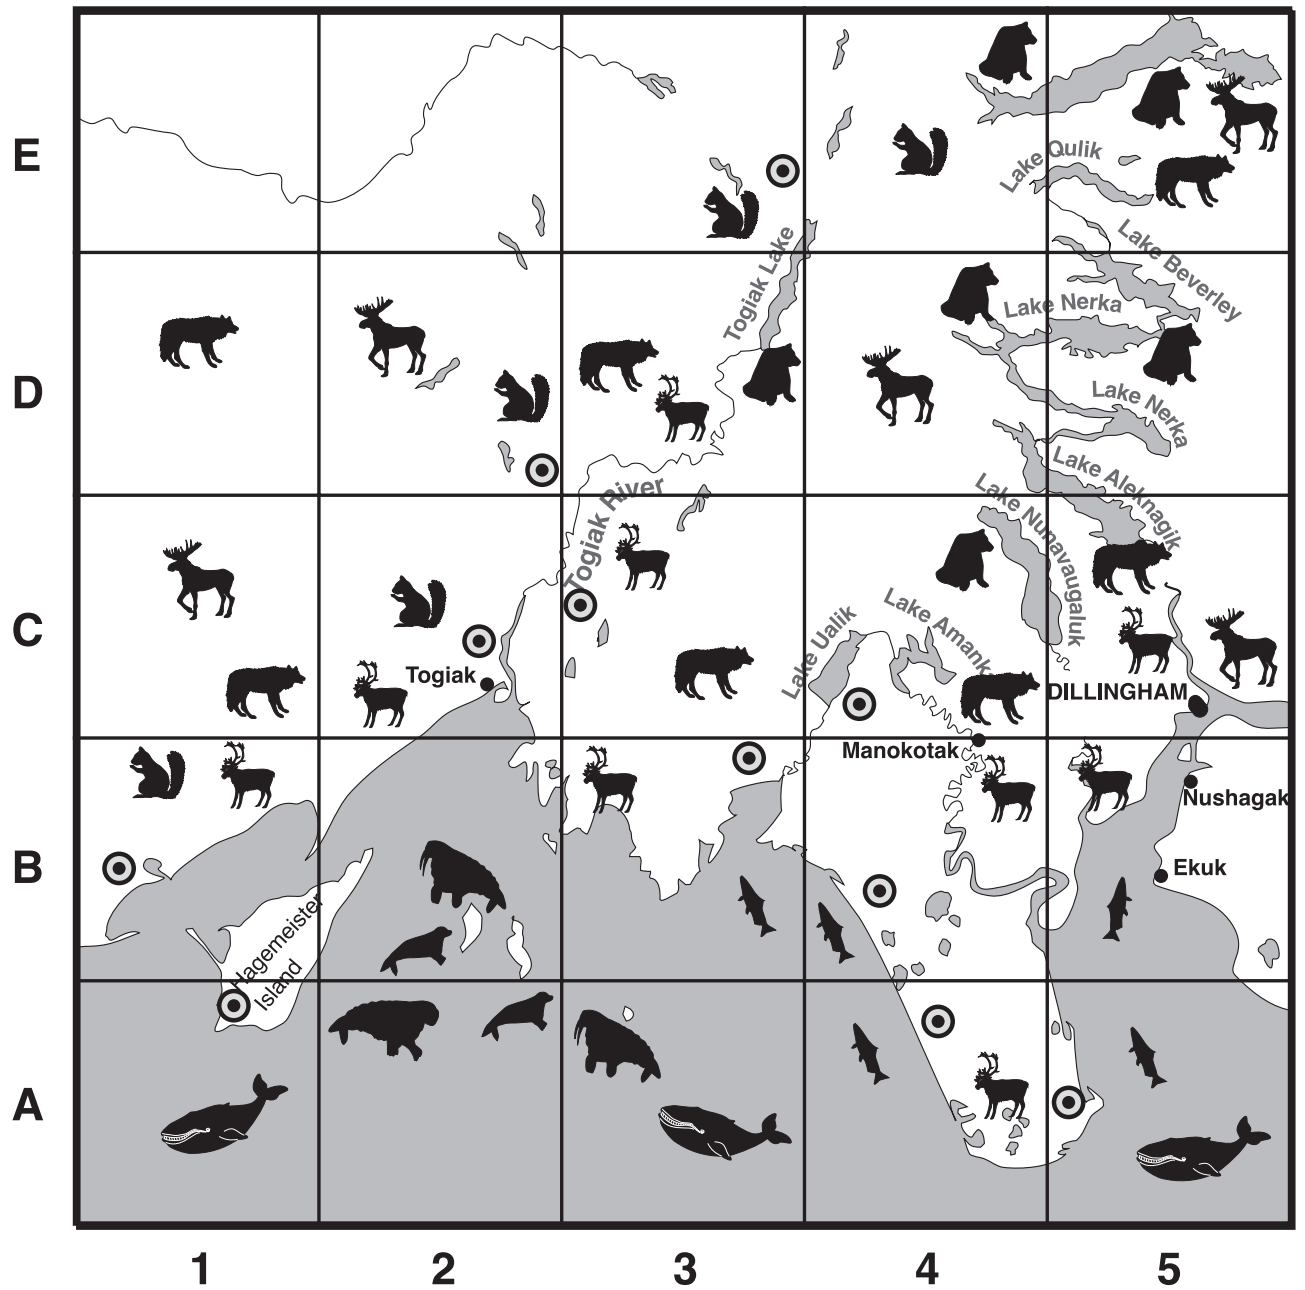 E
Lake Qulik
Lake Beverley
Togiak Lake
Lake Nerka
D
Lake Nerka
Lake Aleknagik
Togiak River
Lake Nunavaugaluk
C
Lake Ualik
Lake Amank
Togiak
DILLINGHAM
Manokotak
Nushagak
B
Ekuk
Hagemeister
Island
A
1 2 3 4 5